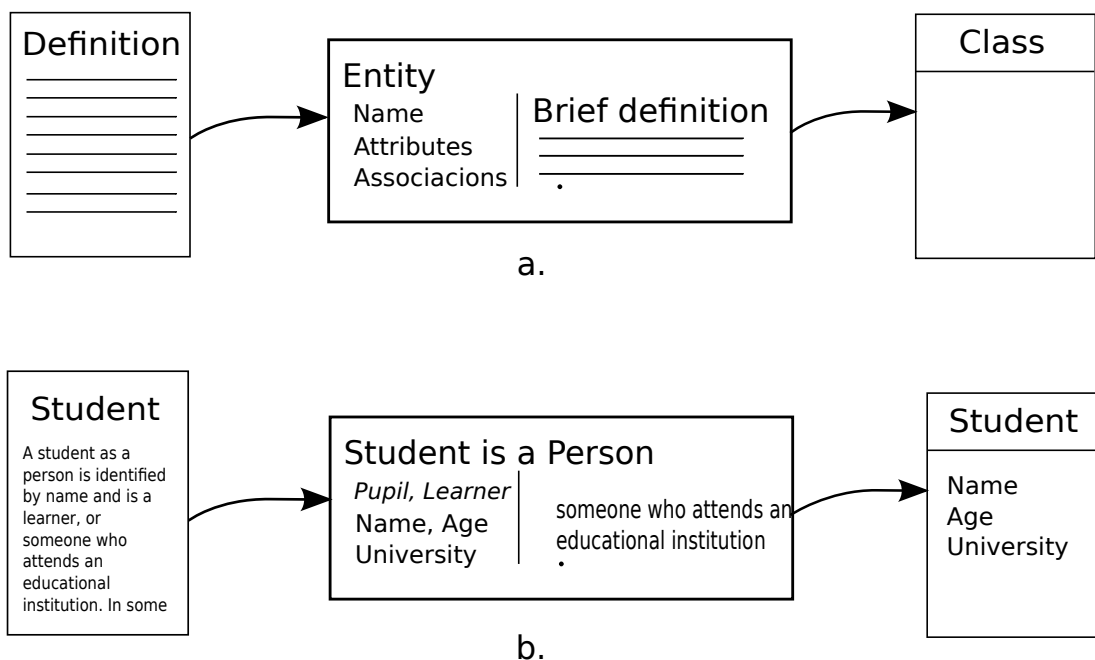 Definition
Entity
Name
Attributes
Associacions
Brief definition
Class
a.
Student
A student as a
person is identified
by name and is a
learner, or
someone who
attends an
educational
institution. In some
Student is a Person
Pupil, Learner
Name, Age
University
someone who attends an
educational institution
Student
Name
Age
University
b.